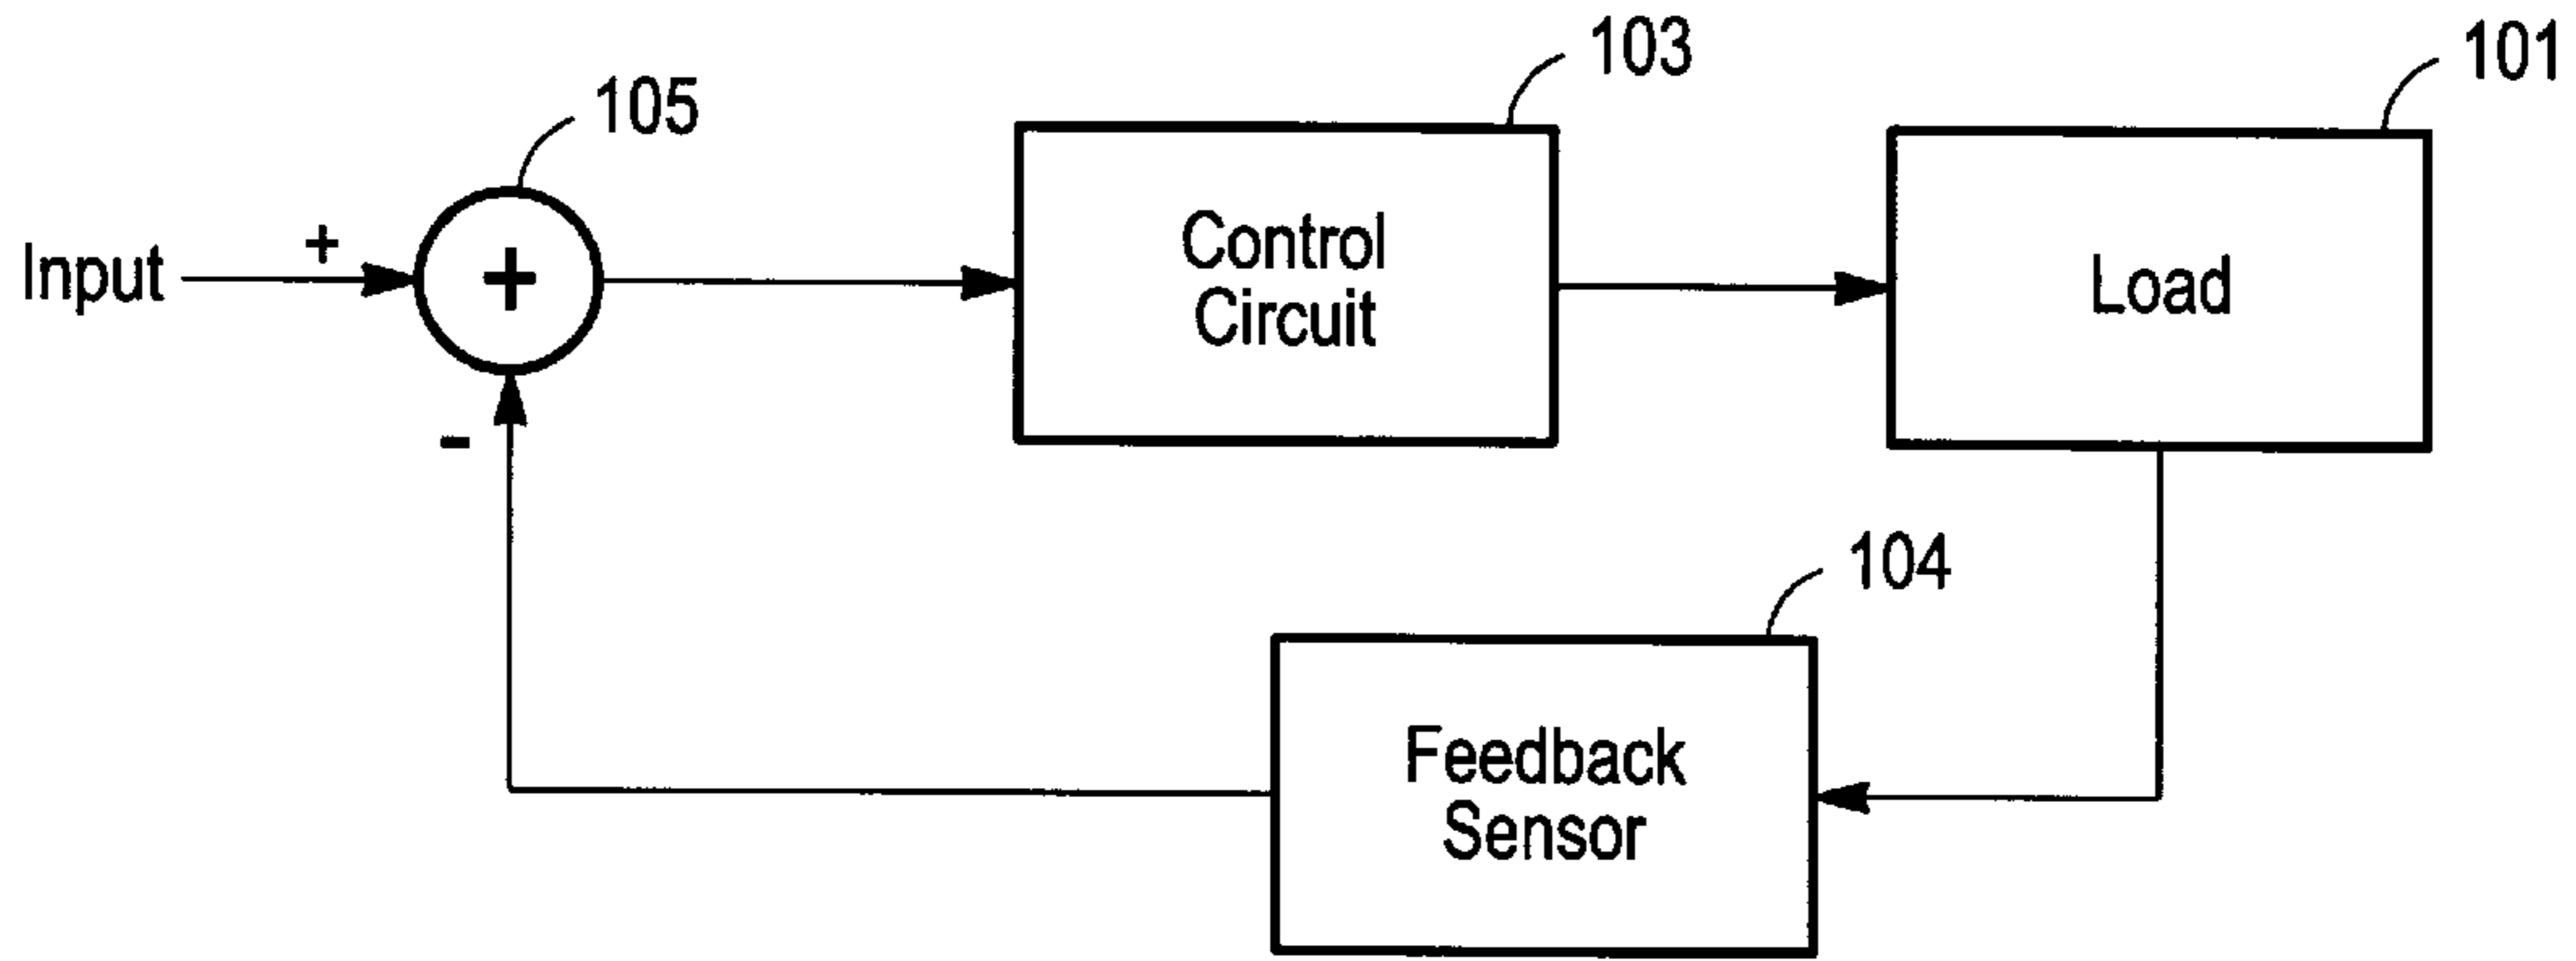 103
101
105
+
Input
+
Control
Circuit
Load
-
104
Feedback
Sensor